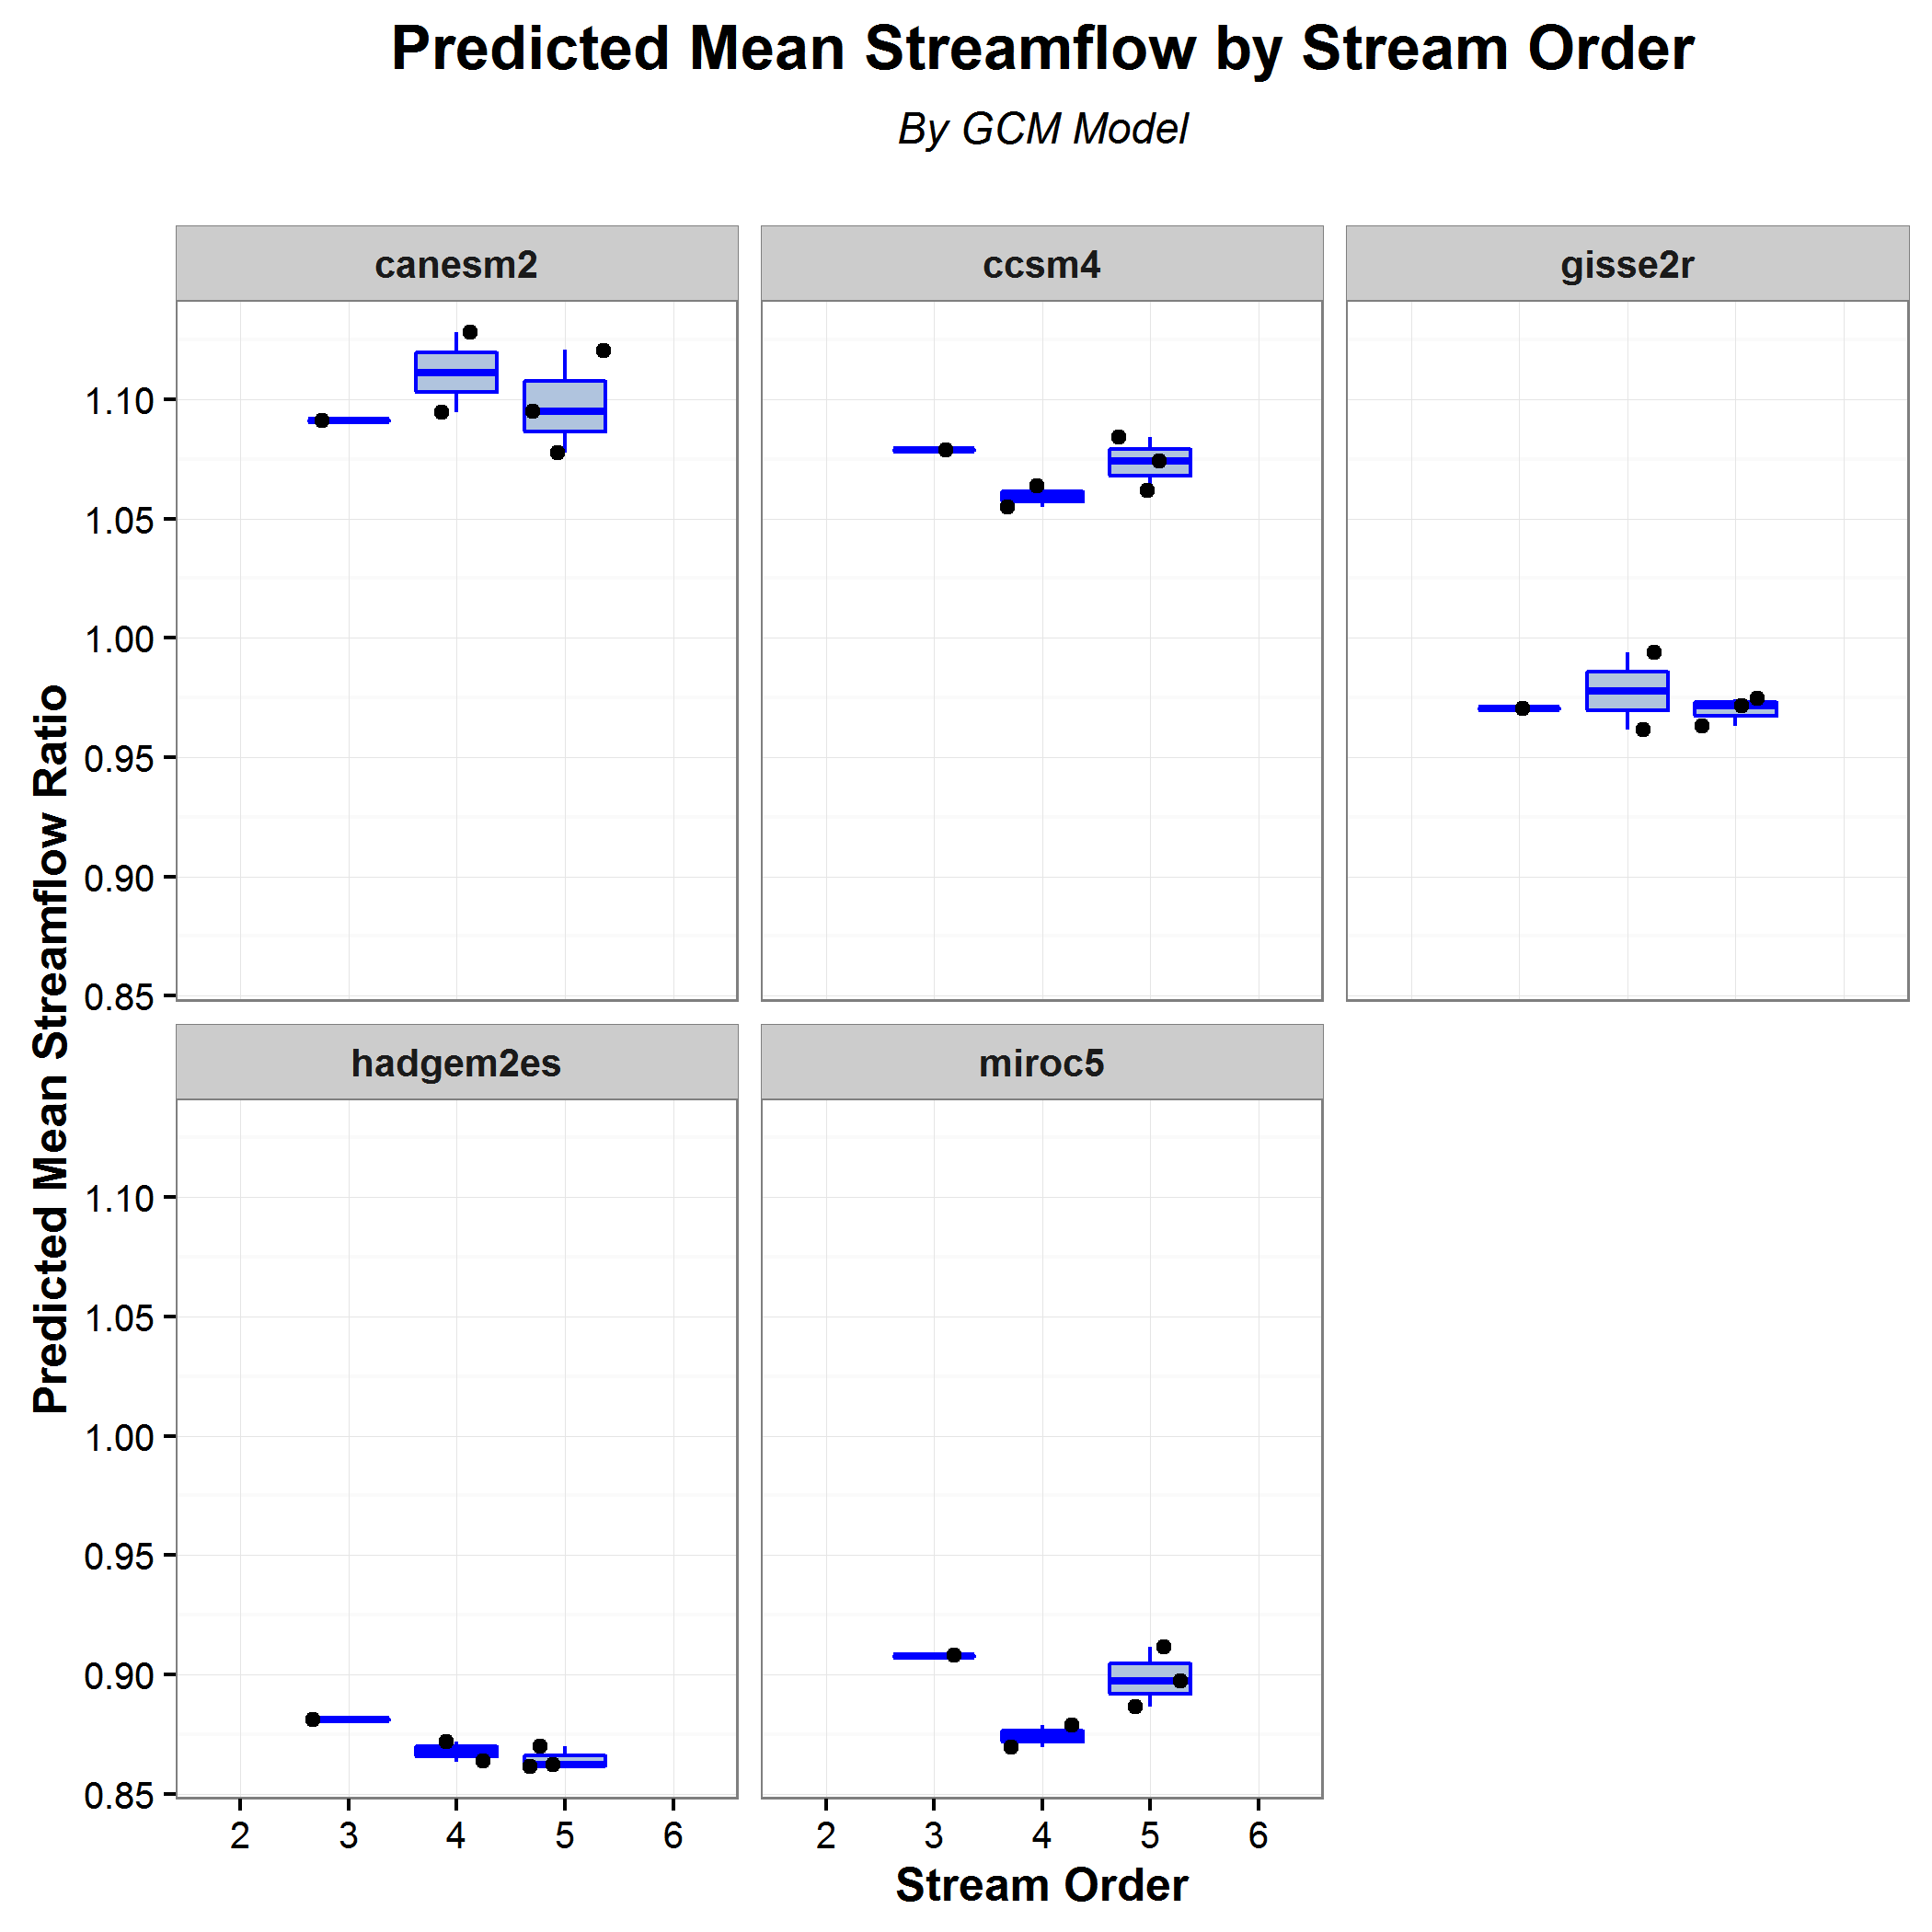 Predicted Mean Streamflow by Stream Order
By GCM Model
canesm2
ccsm4
gisse2r
1.10
1.05
1.00
0.95
0.90
0.85
Predicted Mean Streamflow Ratio
hadgem2es
miroc5
1.10
1.05
1.00
0.95
0.90
0.85
2 3 4 5 6
2 3 4 5 6
Stream Order